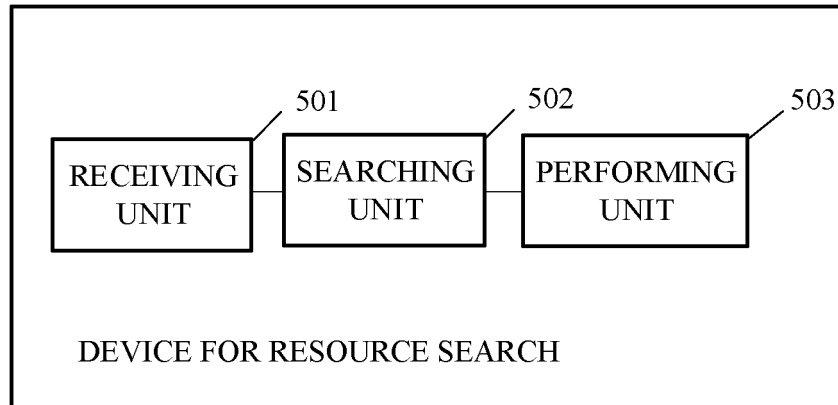 501
502
503
RECEIVING
UNIT
SEARCHING
UNIT
PERFORMING
UNIT
DEVICE FOR RESOURCE SEARCH